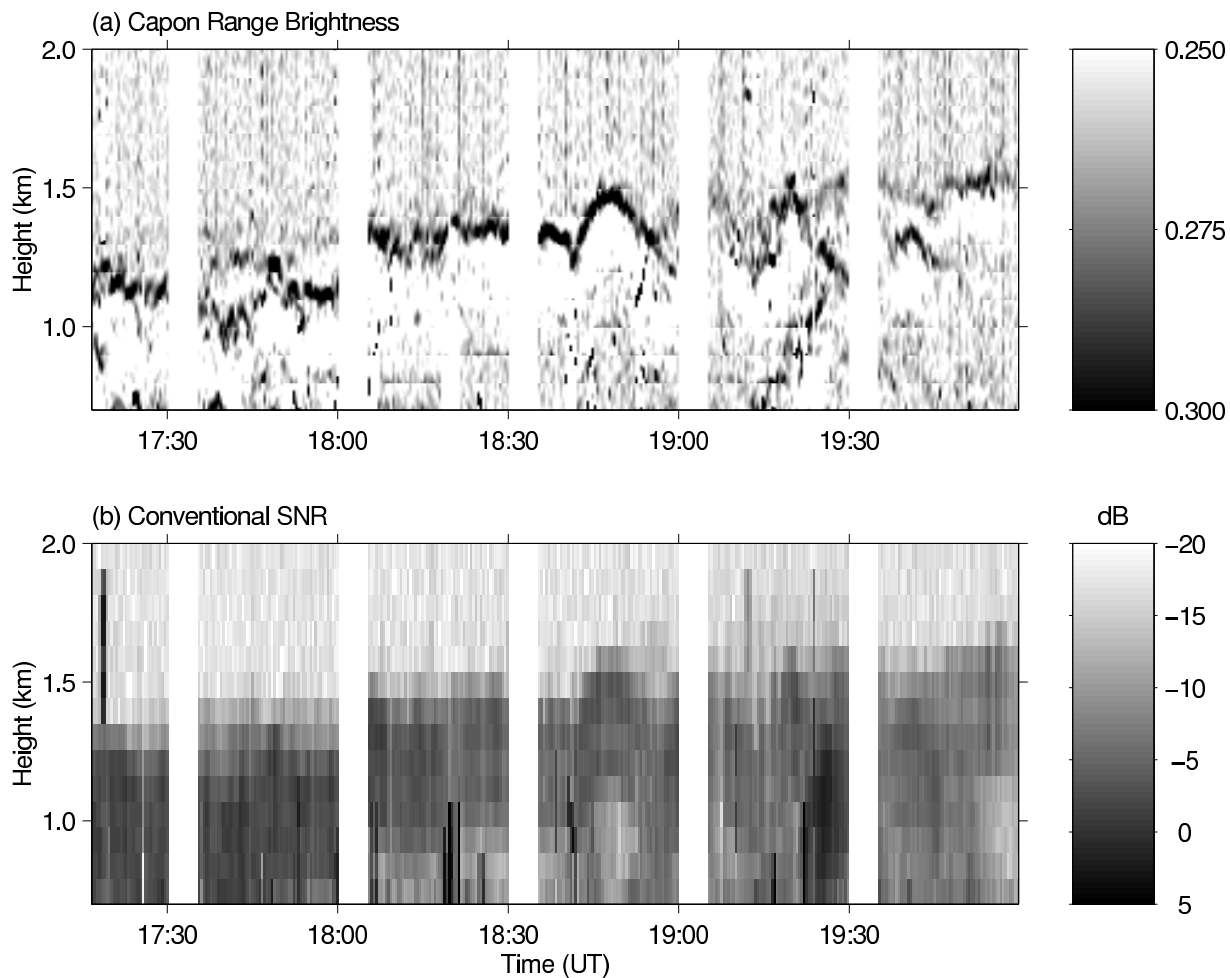 (a) Capon Range Brightness
2.0
1.5
1.0
Height (km)
17:30 18:00 18:30 19:00 19:30
0.250
0.275
0.300
(b) Conventional SNR
dB
2.0
1.5
1.0
Height (km)
17:30 18:00 18:30 19:00 19:30
Time (UT)
−20
−15
−10
−5
0
5